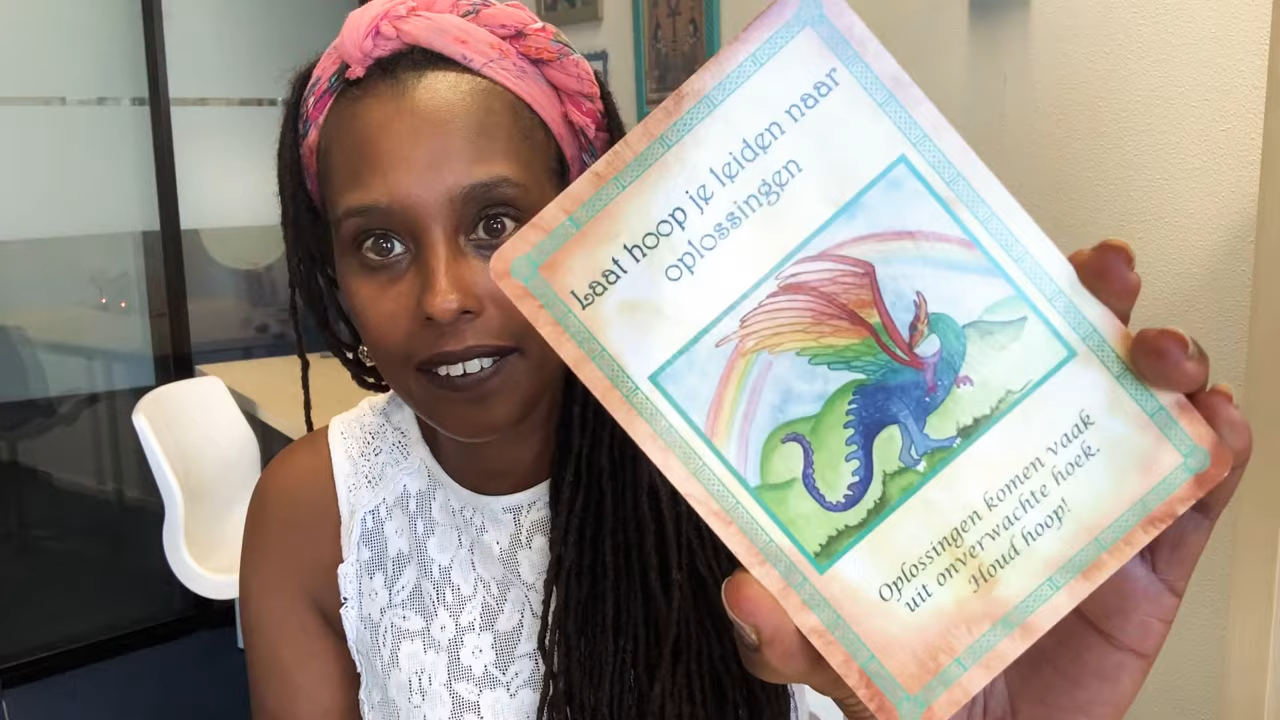 Laat hoop je leiden naar
oplossingen
Oplossingen komen vaak
uit onverwachte hoek.
Houd hoop!